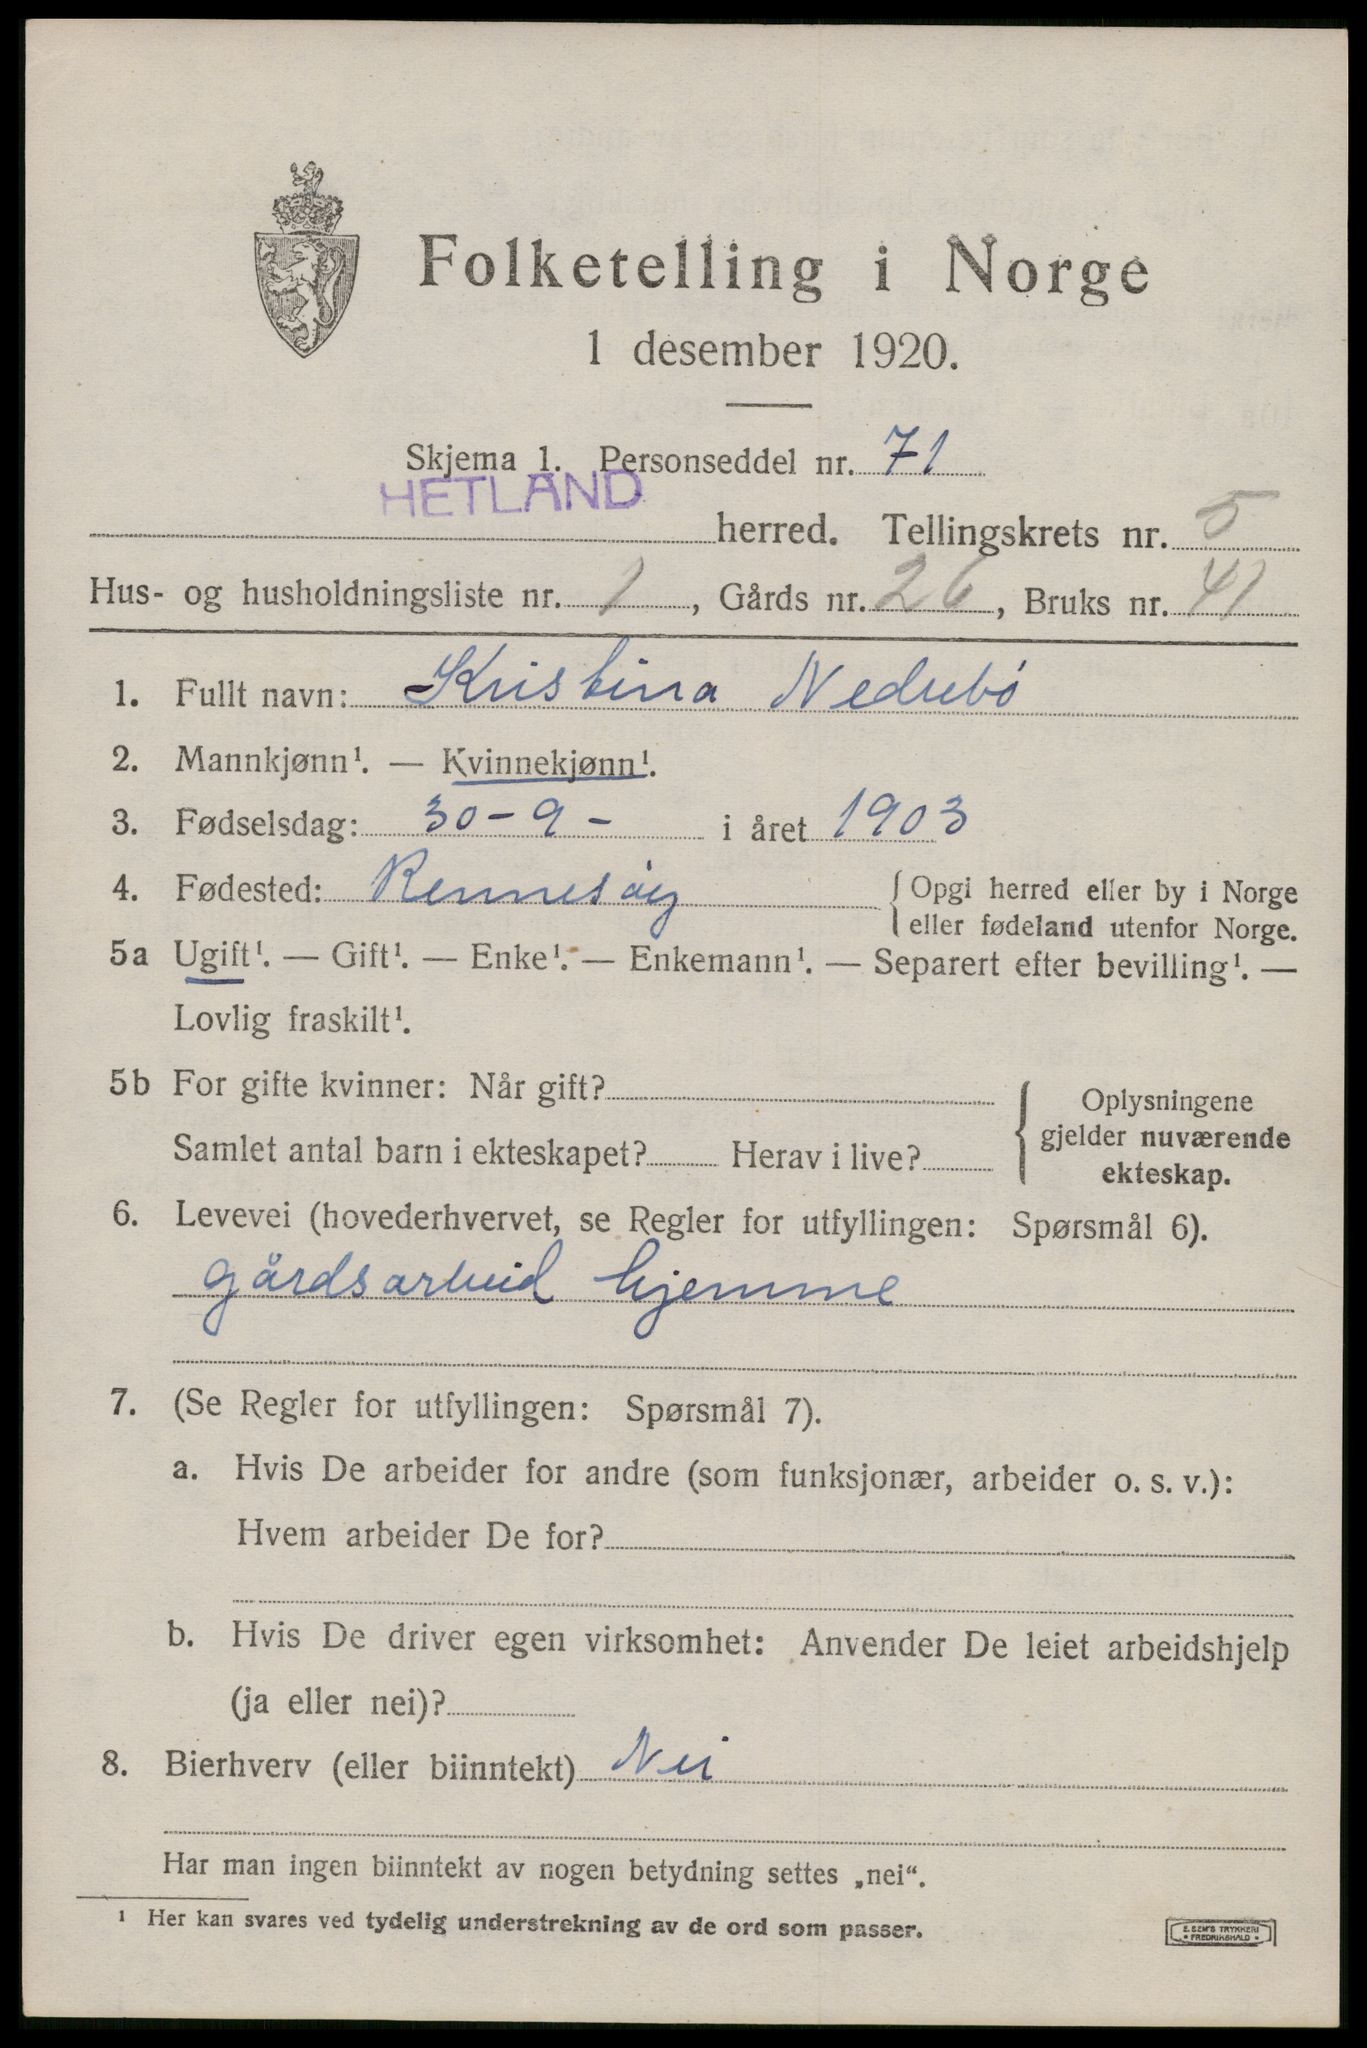 Folketelling i Norge
1 desember 1920.
Skjema 1. Personseddel nr. 71
HETLAND herred. Tellingskrets nr. 5
Hus- og husholdningsliste nr. 1, Gårds nr. 26, Bruks nr. 41
1. Fullt navn: Kristina Nedrebö
2. Mannkjønn¹. — Kvinnekjønn¹.
3. Fødselsdag: 30-9- i året 1903
4. Fødested: Rennesöy { Opgi herred eller by i Norge
eller fødeland utenfor Norge.
5a Ugift¹. — Gift¹. — Enke¹. — Enkemann¹. — Separert efter bevilling¹. —
Lovlig fraskilt¹.
5b For gifte kvinner: Når gift?
Samlet antal barn i ekteskapet? Herav i live?
{ Oplysningene
gjelder nuværende
ekteskap.
6. Levevei (hovederhvervet, se Regler for utfyllingen: Spørsmål 6).
gårdsarbeid hjemme
7. (Se Regler for utfyllingen: Spørsmål 7).
a. Hvis De arbeider for andre (som funksjonær, arbeider o. s. v.):
Hvem arbeider De for?
b. Hvis De driver egen virksomhet: Anvender De leiet arbeidshjelp
(ja eller nei)?
8. Bierhverv (eller biinntekt) Nei
Har man ingen biinntekt av nogen betydning settes „nei“.
¹ Her kan svares ved tydelig understrekning av de ord som passer.
E. SEM'S TRYKKERI
• FREDRIKSHALD •